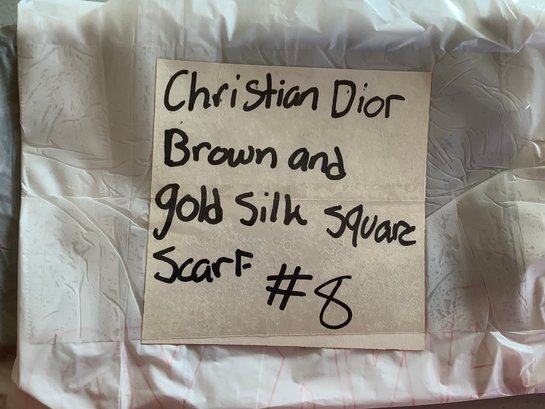 Christian Dior
Brown and
gold silk square
scarf #8